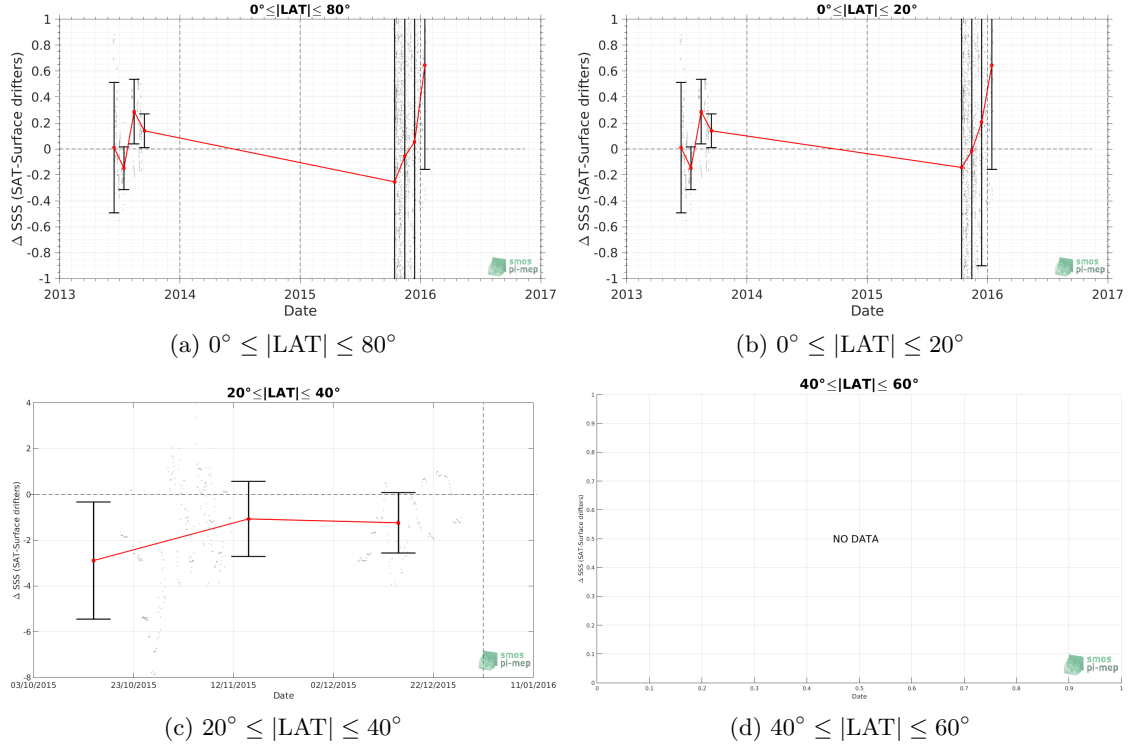 0°≤|LAT|≤ 80°
Δ SSS (SAT-Surface drifters)
1
0.8
0.6
0.4
0.2
0
-0.2
-0.4
-0.6
-0.8
-1
2013 2014 2015 2016 2017
Date
smos
pi-mep
(a) 0° ≤ |LAT| ≤ 80°
0°≤|LAT|≤ 20°
Δ SSS (SAT-Surface drifters)
1
0.8
0.6
0.4
0.2
0
-0.2
-0.4
-0.6
-0.8
-1
2013 2014 2015 2016 2017
Date
smos
pi-mep
(b) 0° ≤ |LAT| ≤ 20°
20°≤|LAT|≤ 40°
Δ SSS (SAT-Surface drifters)
4
2
0
-2
-4
-6
-8
03/10/2015 23/10/2015 12/11/2015 02/12/2015 22/12/2015 11/01/2016
Date
smos
pi-mep
(c) 20° ≤ |LAT| ≤ 40°
40°≤|LAT|≤ 60°
Δ SSS (SAT-Surface drifters)
1
0.9
0.8
0.7
0.6
0.5
0.4
0.3
0.2
0.1
0
NO DATA
0 0.1 0.2 0.3 0.4 0.5 0.6 0.7 0.8 0.9 1
Date
smos
pi-mep
(d) 40° ≤ |LAT| ≤ 60°